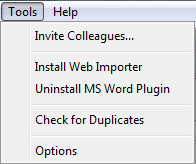 Tools Help
Invite Colleagues...
Install Web Importer
Uninstall MS Word Plugin
Check for Duplicates
Options